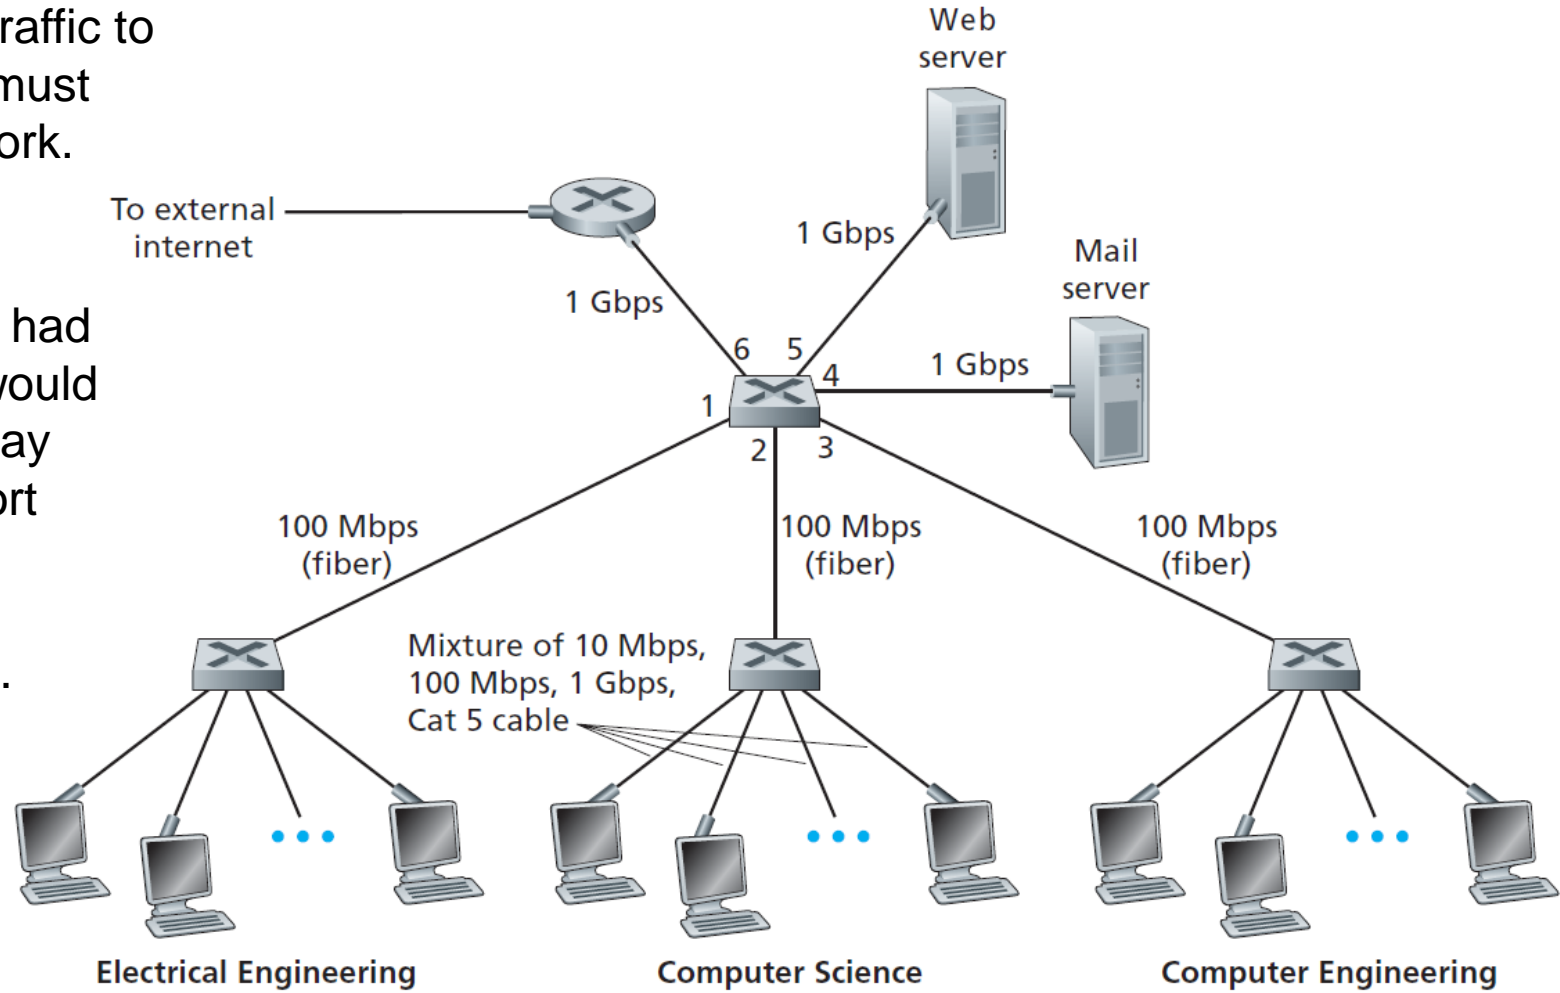 raffic to
must
ork.
had
would
ay
ort
.
Web
server
To external
internet
1 Gbps
1 Gbps
Mail
server
1 Gbps
6
5
4
1
2
3
100 Mbps
(fiber)
100 Mbps
(fiber)
100 Mbps
(fiber)
Mixture of 10 Mbps,
100 Mbps, 1 Gbps,
Cat 5 cable
Electrical Engineering
Computer Science
Computer Engineering